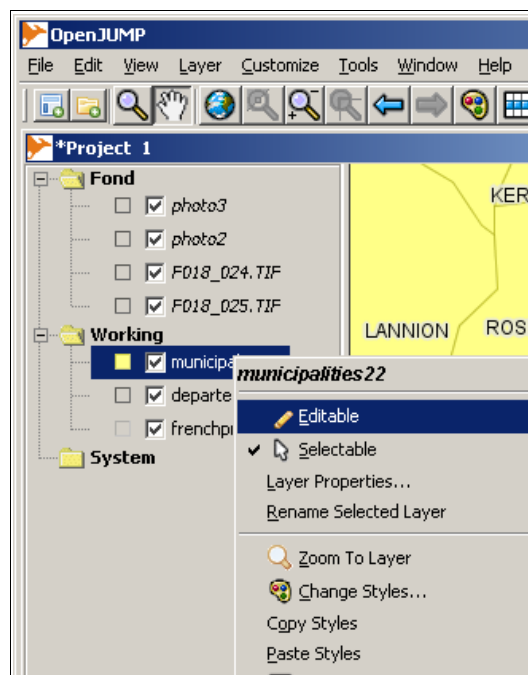 OpenJUMP
File Edit View Layer Customize Tools Window Help
*Project 1
Fond
photo3
photo2
F018_024.TIF
F018_025.TIF
Working
municipal
departe
frenchp
System
KER
LANNION ROS
municipalities22
Editable
Selectable
Layer Properties...
Rename Selected Layer
Zoom To Layer
Change Styles...
Copy Styles
Paste Styles